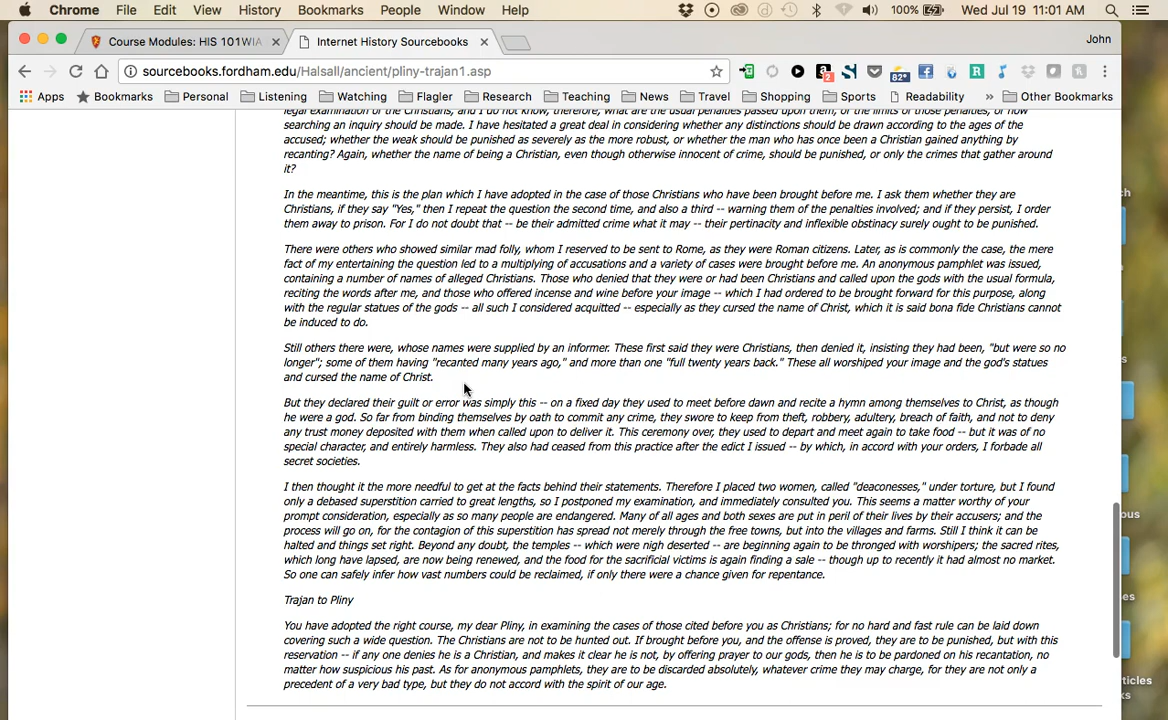 Chrome File Edit View History Bookmarks People Window Help 100% Wed Jul 19 11:01 AM
Course Modules: HIS 101WIA Internet History Sourcebooks John
sourcebooks.fordham.edu/Halsall/ancient/pliny-trajan1.asp 2 82° R
Apps Bookmarks Personal Listening Watching Flagler Research Teaching News Travel Shopping Sports Readability » Other Bookmarks
legal examination of the Christians, and I do not know, therefore, what are the usual penalties passed upon them, or the limits of those penalties, or how
searching an inquiry should be made. I have hesitated a great deal in considering whether any distinctions should be drawn according to the ages of the
accused; whether the weak should be punished as severely as the more robust, or whether the man who has once been a Christian gained anything by
recanting? Again, whether the name of being a Christian, even though otherwise innocent of crime, should be punished, or only the crimes that gather around
it?
In the meantime, this is the plan which I have adopted in the case of those Christians who have been brought before me. I ask them whether they are
Christians, if they say "Yes," then I repeat the question the second time, and also a third -- warning them of the penalties involved; and if they persist, I order
them away to prison. For I do not doubt that -- be their admitted crime what it may -- their pertinacity and inflexible obstinacy surely ought to be punished.
There were others who showed similar mad folly, whom I reserved to be sent to Rome, as they were Roman citizens. Later, as is commonly the case, the mere
fact of my entertaining the question led to a multiplying of accusations and a variety of cases were brought before me. An anonymous pamphlet was issued,
containing a number of names of alleged Christians. Those who denied that they were or had been Christians and called upon the gods with the usual formula,
reciting the words after me, and those who offered incense and wine before your image -- which I had ordered to be brought forward for this purpose, along
with the regular statues of the gods -- all such I considered acquitted -- especially as they cursed the name of Christ, which it is said bona fide Christians cannot
be induced to do.
Still others there were, whose names were supplied by an informer. These first said they were Christians, then denied it, insisting they had been, "but were so no
longer"; some of them having "recanted many years ago," and more than one "full twenty years back." These all worshiped your image and the god's statues
and cursed the name of Christ.
But they declared their guilt or error was simply this -- on a fixed day they used to meet before dawn and recite a hymn among themselves to Christ, as though
he were a god. So far from binding themselves by oath to commit any crime, they swore to keep from theft, robbery, adultery, breach of faith, and not to deny
any trust money deposited with them when called upon to deliver it. This ceremony over, they used to depart and meet again to take food -- but it was of no
special character, and entirely harmless. They also had ceased from this practice after the edict I issued -- by which, in accord with your orders, I forbade all
secret societies.
I then thought it the more needful to get at the facts behind their statements. Therefore I placed two women, called "deaconesses," under torture, but I found
only a debased superstition carried to great lengths, so I postponed my examination, and immediately consulted you. This seems a matter worthy of your
prompt consideration, especially as so many people are endangered. Many of all ages and both sexes are put in peril of their lives by their accusers; and the
process will go on, for the contagion of this superstition has spread not merely through the free towns, but into the villages and farms. Still I think it can be
halted and things set right. Beyond any doubt, the temples -- which were nigh deserted -- are beginning again to be thronged with worshipers; the sacred rites,
which long have lapsed, are now being renewed, and the food for the sacrificial victims is again finding a sale -- though up to recently it had almost no market.
So one can safely infer how vast numbers could be reclaimed, if only there were a chance given for repentance.
Trajan to Pliny
You have adopted the right course, my dear Pliny, in examining the cases of those cited before you as Christians; for no hard and fast rule can be laid down
covering such a wide question. The Christians are not to be hunted out. If brought before you, and the offense is proved, they are to be punished, but with this
reservation -- if any one denies he is a Christian, and makes it clear he is not, by offering prayer to our gods, then he is to be pardoned on his recantation, no
matter how suspicious his past. As for anonymous pamphlets, they are to be discarded absolutely, whatever crime they may charge, for they are not only a
precedent of a very bad type, but they do not accord with the spirit of our age.